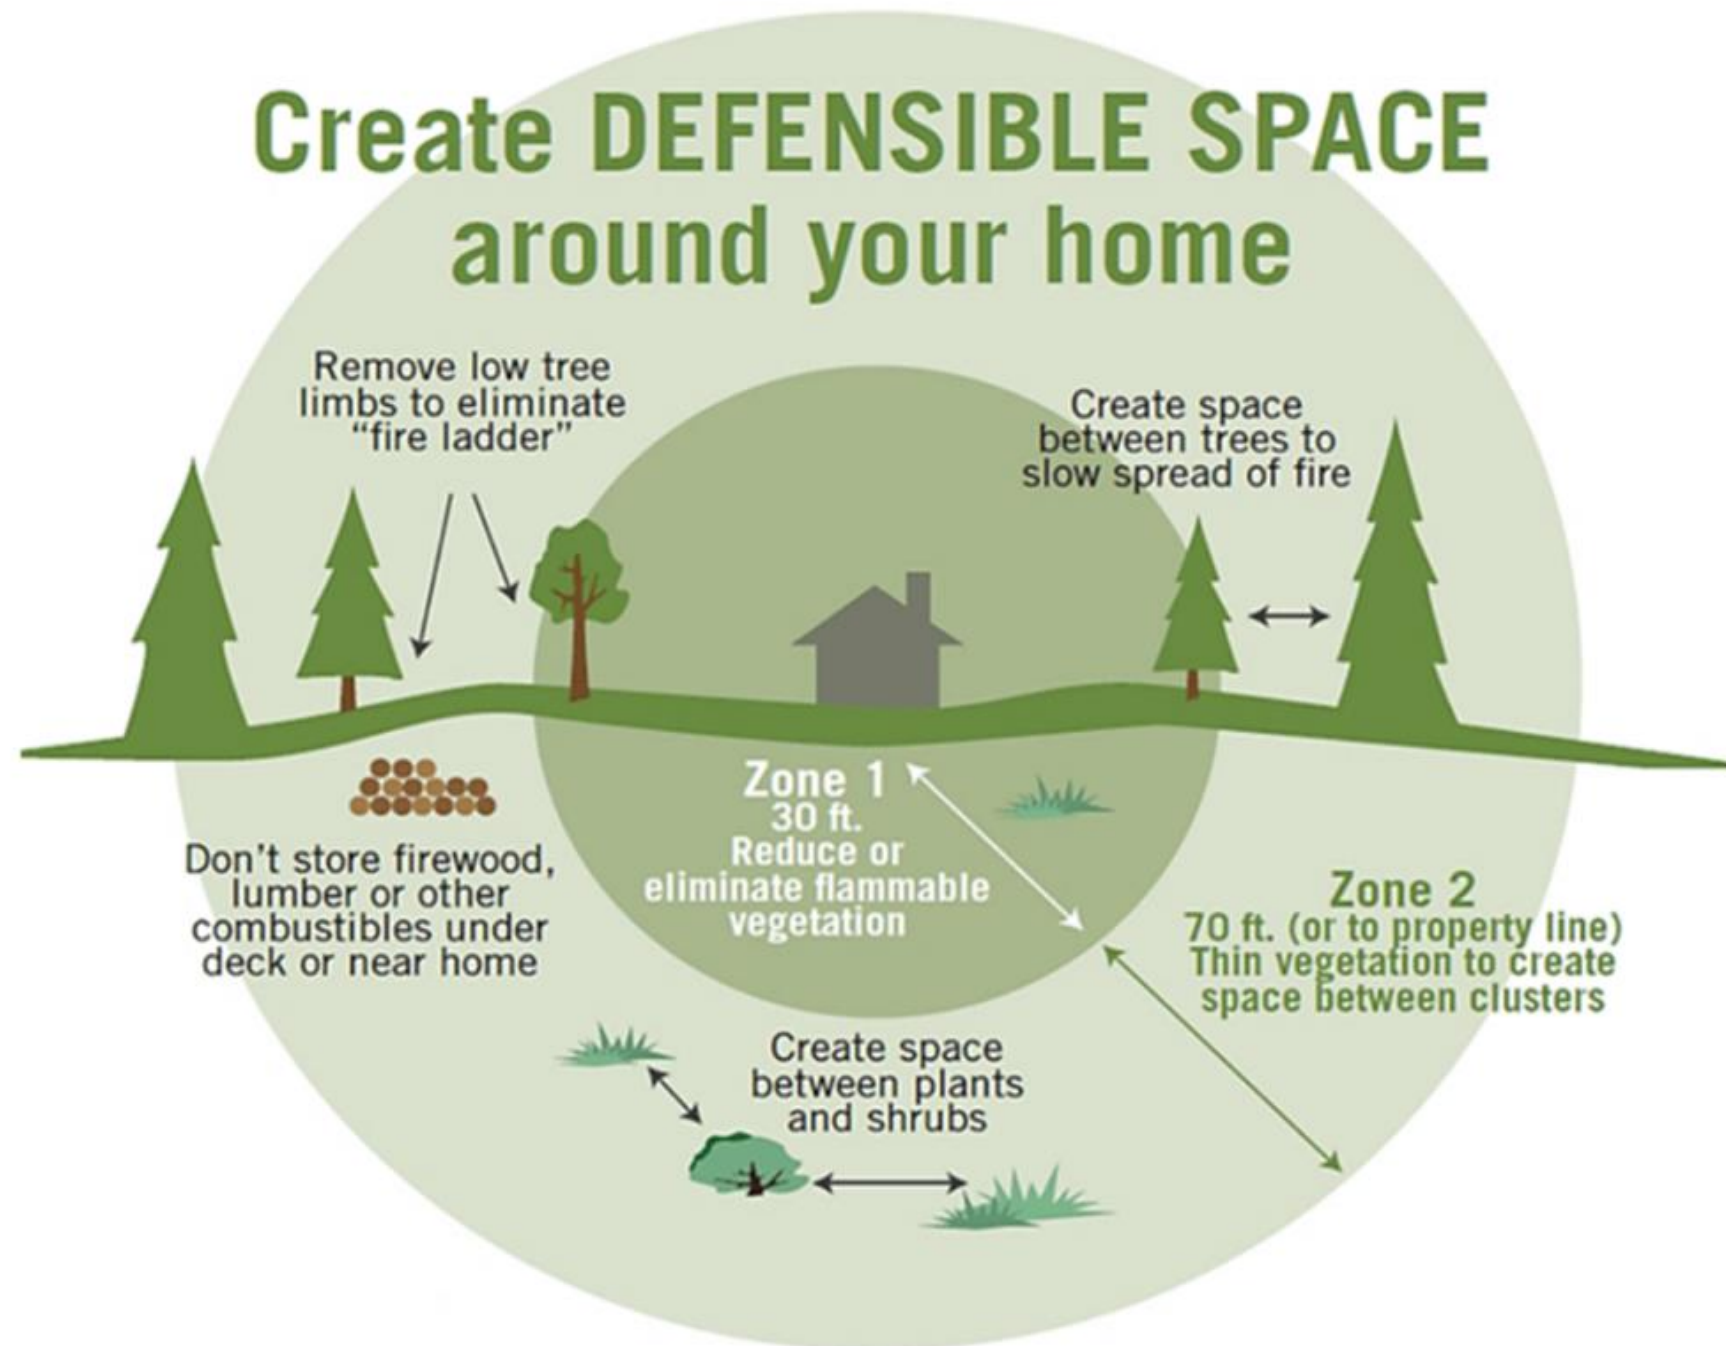 Create DEFENSIBLE SPACE
around your home
Remove low tree
limbs to eliminate
“fire ladder”
Create space
between trees to
slow spread of fire
Don’t store firewood,
lumber or other
combustibles under
deck or near home
Zone 1
30 ft.
Reduce or
eliminate flammable
vegetation
Zone 2
70 ft. (or to property line)
Thin vegetation to create
space between clusters
Create space
between plants
and shrubs